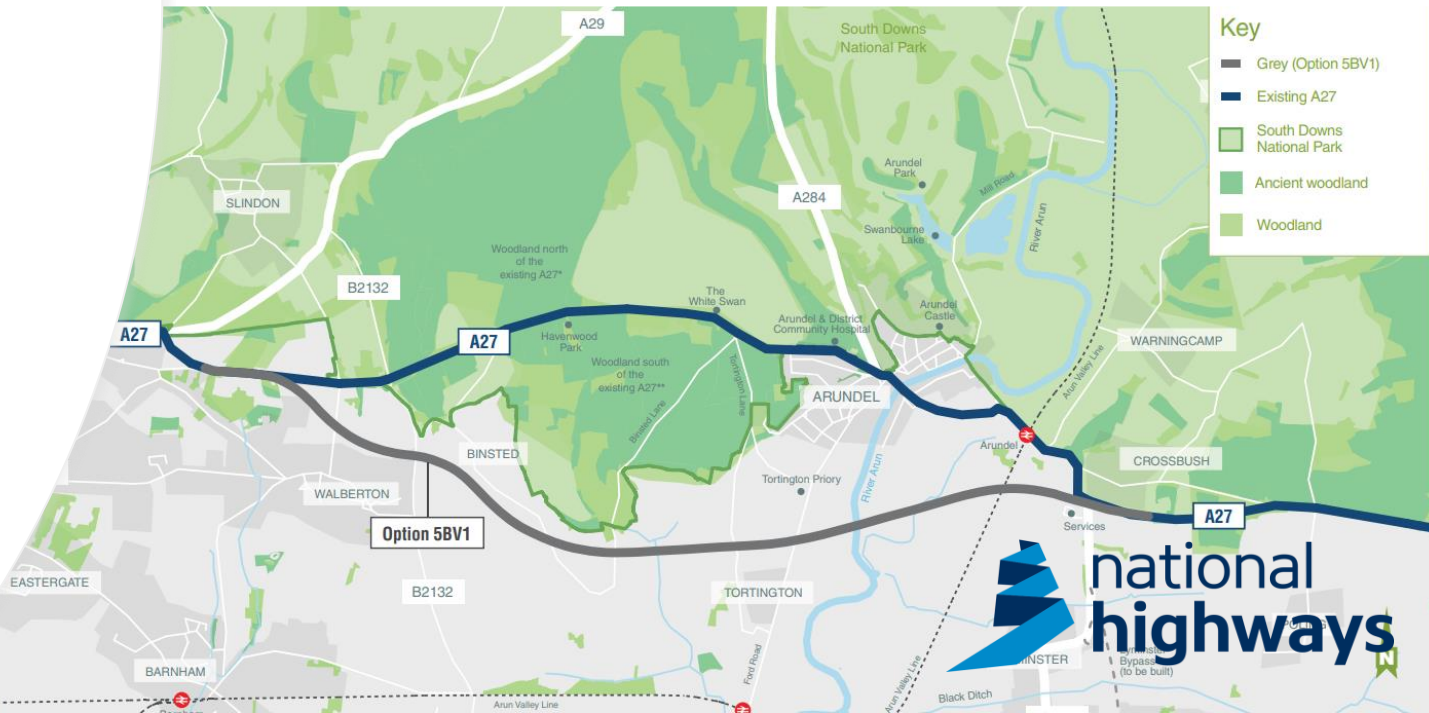 A29
South Downs
National Park
Key
Grey (Option 5BV1)
Existing A27
South Downs
National Park
Ancient woodland
Woodland
Arundel
Park
Mill Road
A284
SLINDON
Swanbourne
Lake
River Arun
Woodland north
of the
existing A27*
B2132
The
White Swan
Arundel
Castle
Arundel & District
Community Hospital
A27
A27
Havenwood
Park
WARNINGCAMP
Arun Valley Line
Woodland south
of the
existing A27**
Tortington Lane
Binsted Lane
ARUNDEL
Arundel
BINSTED
CROSSBUSH
WALBERTON
Tortington Priory
River Arun
Option 5BV1
Services
A27
EASTERGATE
B2132
TORTINGTON
national
highways
BARNHAM
Ford Road
Arun Valley Line
MINSTER
Bypass
(to be built)
N
Black Ditch
Arun Valley Line